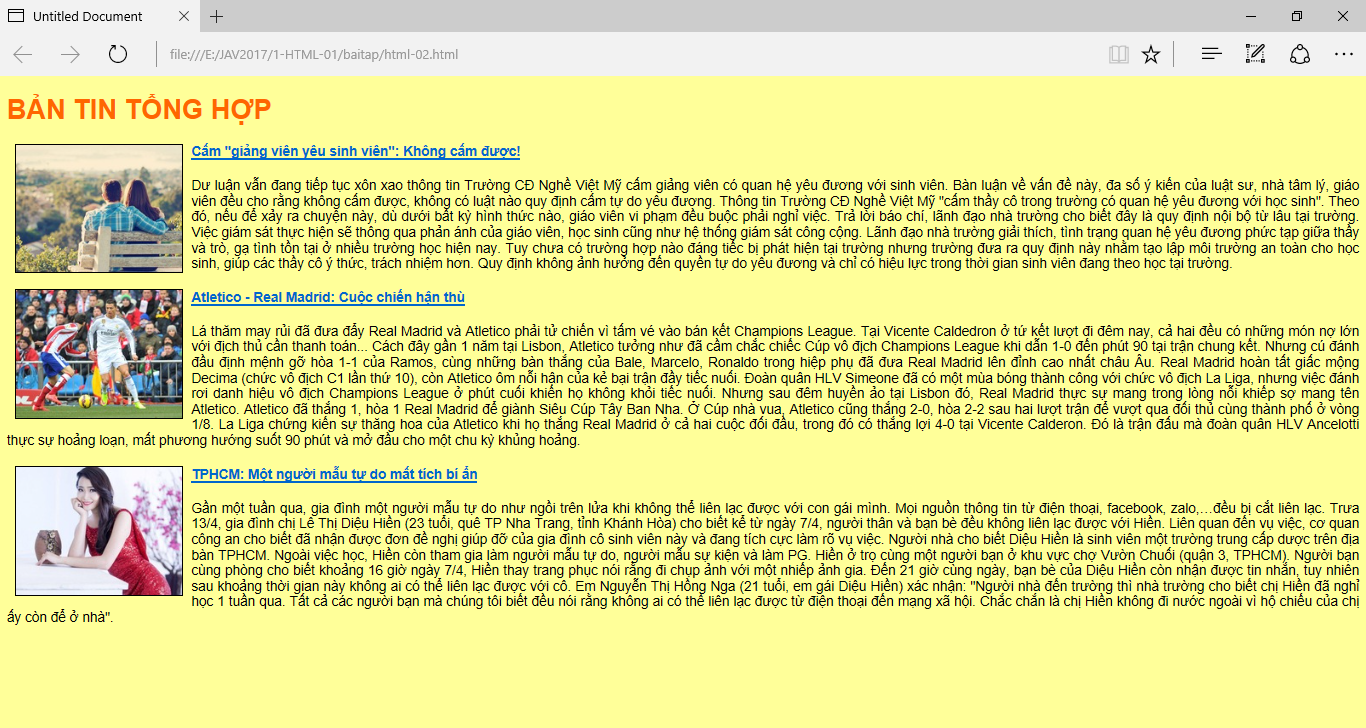 Untitled Document
file:///E:/JAV2017/1-HTML-01/baitap/html-02.html
BẢN TIN TỔNG HỢP
Cấm "giảng viên yêu sinh viên": Không cấm được!
Dư luận vẫn đang tiếp tục xôn xao thông tin Trường CĐ Nghề Việt Mỹ cấm giảng viên có quan hệ yêu đương với sinh viên. Bàn luận về vấn đề này, đa số ý kiến của luật sư, nhà tâm lý, giáo
viên đều cho rằng không cấm được, không có luật nào quy định cấm tự do yêu đương. Thông tin Trường CĐ Nghề Việt Mỹ "cấm thầy cô trong trường có quan hệ yêu đương với học sinh". Theo
đó, nếu để xảy ra chuyện này, dù dưới bất kỳ hình thức nào, giáo viên vi phạm đều buộc phải nghỉ việc. Trả lời báo chí, lãnh đạo nhà trường cho biết đây là quy định nội bộ từ lâu tại trường.
Việc giám sát thực hiện sẽ thông qua phản ánh của giáo viên, học sinh cũng như hệ thống giám sát công cộng. Lãnh đạo nhà trường giải thích, tình trạng quan hệ yêu đương phức tạp giữa thầy
và trò, gạ tình tồn tại ở nhiều trường học hiện nay. Tuy chưa có trường hợp nào đáng tiếc bị phát hiện tại trường nhưng trường đưa ra quy định này nhằm tạo lập môi trường an toàn cho học
sinh, giúp các thầy cô ý thức, trách nhiệm hơn. Quy định không ảnh hưởng đến quyền tự do yêu đương và chỉ có hiệu lực trong thời gian sinh viên đang theo học tại trường.
Atletico - Real Madrid: Cuộc chiến hận thù
Lá thăm may rủi đã đưa đẩy Real Madrid và Atletico phải tử chiến vì tấm vé vào bán kết Champions League. Tại Vicente Caldedron ở tứ kết lượt đi đêm nay, cả hai đều có những món nợ lớn
với địch thủ cần thanh toán... Cách đây gần 1 năm tại Lisbon, Atletico tưởng như đã cầm chắc chiếc Cúp vô địch Champions League khi dẫn 1-0 đến phút 90 tại trận chung kết. Nhưng cú đánh
đầu định mệnh gỡ hòa 1-1 của Ramos, cùng những bàn thắng của Bale, Marcelo, Ronaldo trong hiệp phụ đã đưa Real Madrid lên đỉnh cao nhất châu Âu. Real Madrid hoàn tất giấc mộng
Decima (chức vô địch C1 lần thứ 10), còn Atletico ôm nỗi hận của kẻ bại trận đầy tiếc nuối. Đoàn quân HLV Simeone đã có một mùa bóng thành công với chức vô địch La Liga, nhưng việc đánh
rơi danh hiệu vô địch Champions League ở phút cuối khiến họ không khỏi tiếc nuối. Nhưng sau đêm huyền ảo tại Lisbon đó, Real Madrid thực sự mang trong lòng nỗi khiếp sợ mang tên
Atletico. Atletico đã thắng 1, hòa 1 Real Madrid để giành Siêu Cúp Tây Ban Nha. Ở Cúp nhà vua, Atletico cũng thắng 2-0, hòa 2-2 sau hai lượt trận để vượt qua đối thủ cùng thành phố ở vòng
1/8. La Liga chứng kiến sự thăng hoa của Atletico khi họ thắng Real Madrid ở cả hai cuộc đối đầu, trong đó có thắng lợi 4-0 tại Vicente Calderon. Đó là trận đấu mà đoàn quân HLV Ancelotti
thực sự hoảng loạn, mất phương hướng suốt 90 phút và mở đầu cho một chu kỳ khủng hoảng.
TPHCM: Một người mẫu tự do mất tích bí ẩn
Gần một tuần qua, gia đình một người mẫu tự do như ngồi trên lửa khi không thể liên lạc được với con gái mình. Mọi nguồn thông tin từ điện thoại, facebook, zalo,...đều bị cắt liên lạc. Trưa
13/4, gia đình chị Lê Thị Diệu Hiền (23 tuổi, quê TP Nha Trang, tỉnh Khánh Hòa) cho biết kể từ ngày 7/4, người thân và bạn bè đều không liên lạc được với Hiền. Liên quan đến vụ việc, cơ quan
công an cho biết đã nhận được đơn đề nghị giúp đỡ của gia đình cô sinh viên này và đang tích cực làm rõ vụ việc. Người nhà cho biết Diệu Hiền là sinh viên một trường trung cấp dược trên địa
bàn TPHCM. Ngoài việc học, Hiền còn tham gia làm người mẫu tự do, người mẫu sự kiện và làm PG. Hiền ở trọ cùng một người bạn ở khu vực chợ Vườn Chuối (quận 3, TPHCM). Người bạn
cùng phòng cho biết khoảng 16 giờ ngày 7/4, Hiền thay trang phục nói rằng đi chụp ảnh với một nhiếp ảnh gia. Đến 21 giờ cùng ngày, bạn bè của Diệu Hiền còn nhận được tin nhắn, tuy nhiên
sau khoảng thời gian này không ai có thể liên lạc được với cô. Em Nguyễn Thị Hồng Nga (21 tuổi, em gái Diệu Hiền) xác nhận: "Người nhà đến trường thì nhà trường cho biết chị Hiền đã nghỉ
học 1 tuần qua. Tất cả các người bạn mà chúng tôi biết đều nói rằng không ai có thể liên lạc được từ điện thoại đến mạng xã hội. Chắc chắn là chị Hiền không đi nước ngoài vì hộ chiếu của chị
ấy còn để ở nhà".